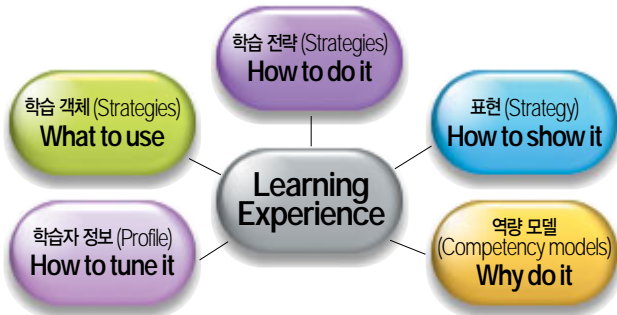 학습 전략 (Strategies)
How to do it
학습 객체 (Strategies)
What to use
표현 (Strategy)
How to show it
Learning
Experience
학습자 정보 (Profile)
How to tune it
역량 모델
(Competency models)
Why do it